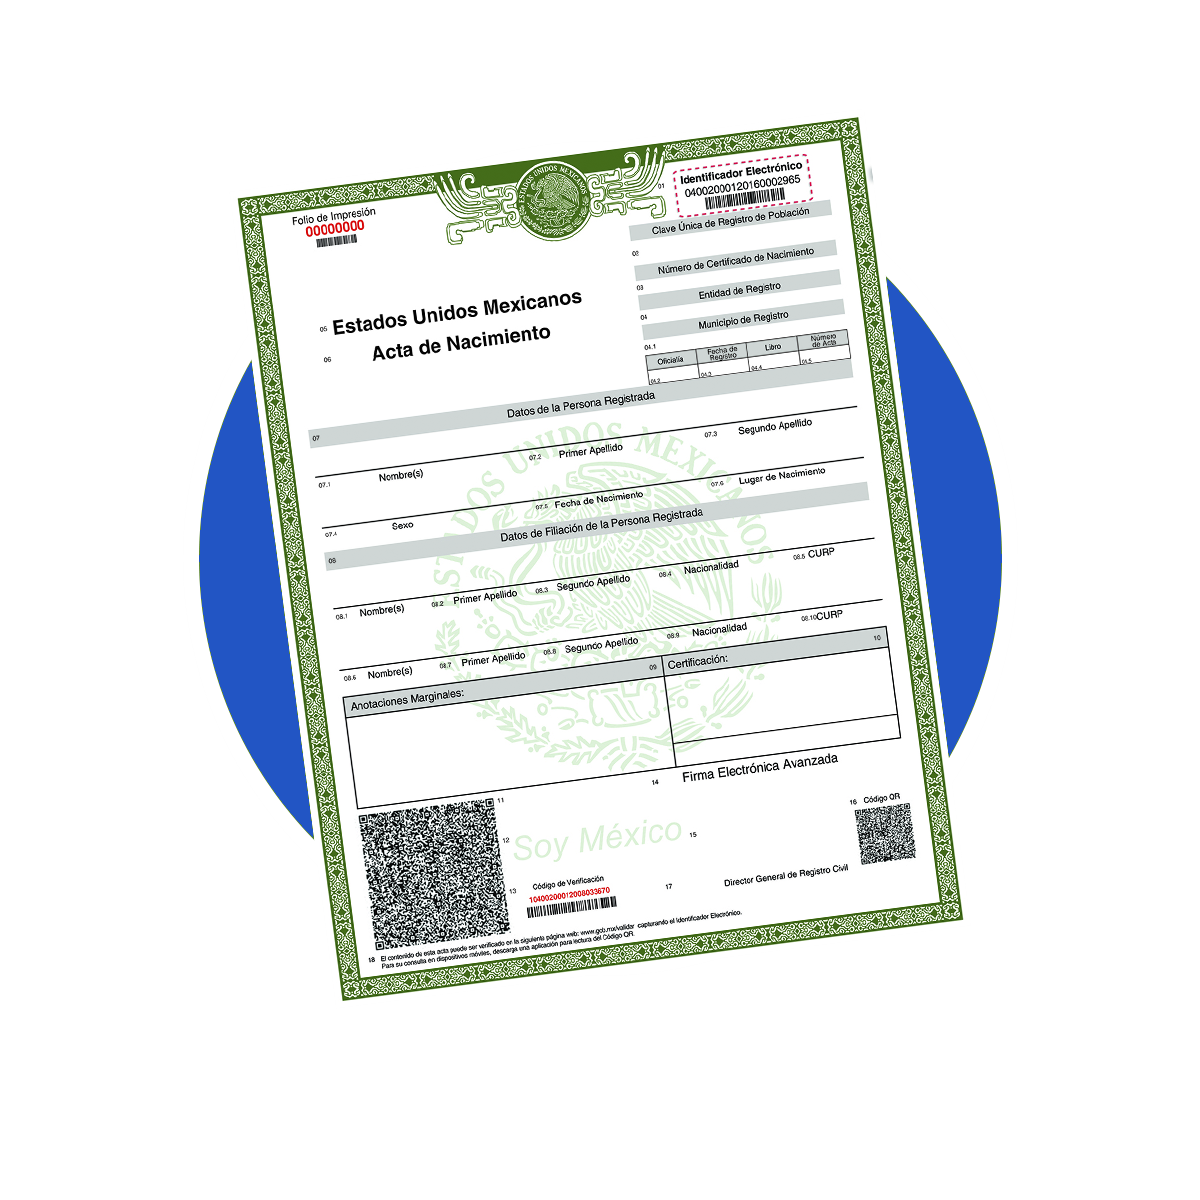 Folio de Impresión
00000000
ESTADOS UNIDOS MEXICANOS
01
Identificador Electrónico
04002000120160002965
Clave Única de Registro de Población
02
Número de Certificado de Nacimiento
03
Entidad de Registro
04
Municipio de Registro
04.1
Oficialía
Fecha de Registro
Libro
Número de Acta
04.2
04.3
04.4
04.5
05 Estados Unidos Mexicanos
06 Acta de Nacimiento
07 Datos de la Persona Registrada
ESTADOS UNIDOS MEXICANOS
07.1 Nombre(s)
07.2 Primer Apellido
07.3 Segundo Apellido
07.4 Sexo
07.5 Fecha de Nacimiento
07.6 Lugar de Nacimiento
08 Datos de Filiación de la Persona Registrada
08.1 Nombre(s)
08.2 Primer Apellido
08.3 Segundo Apellido
08.4 Nacionalidad
08.5 CURP
08.6 Nombre(s)
08.7 Primer Apellido
08.8 Segundo Apellido
08.9 Nacionalidad
08.10 CURP
Anotaciones Marginales: 09
Certificación: 10
11
14 Firma Electrónica Avanzada
12 Soy México
15
16 Código QR
13 Código de Verificación
10400200012008033670
17 Director General de Registro Civil
18 El contenido de esta acta puede ser verificado en la siguiente página web: www.gob.mx/validar capturando el Identificador Electrónico.
Para su consulta en dispositivos móviles, descarga una aplicación para lectura del Código QR.